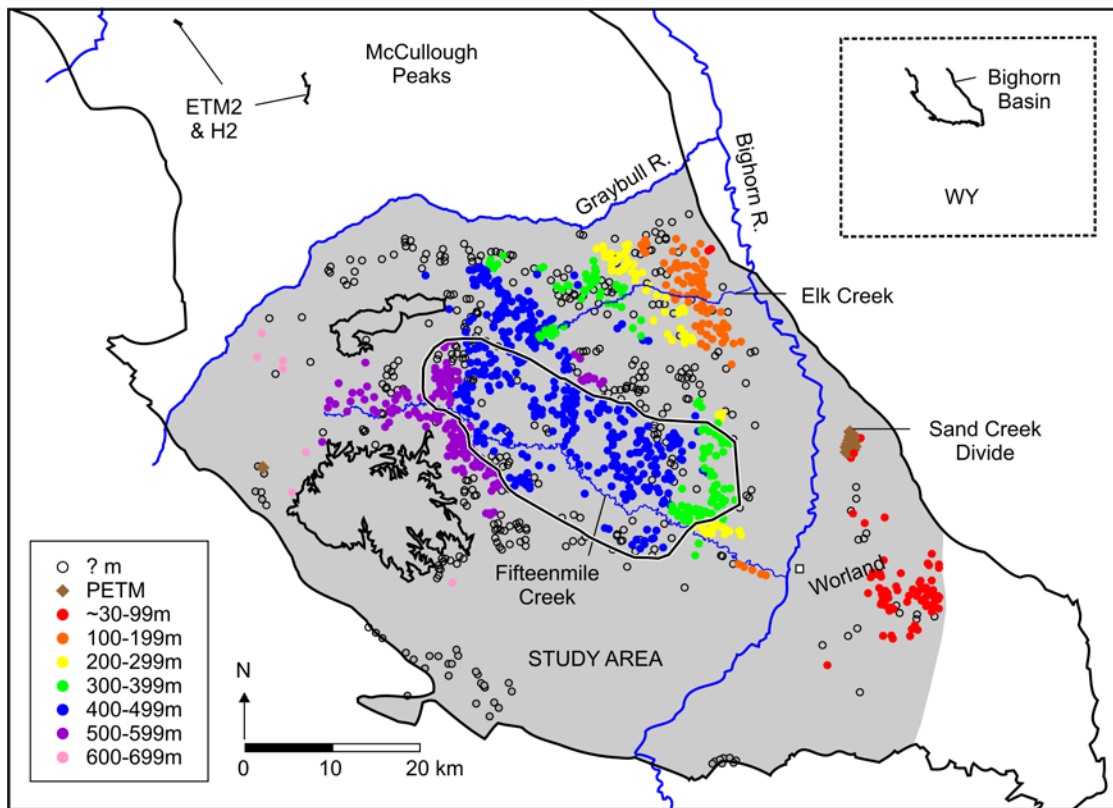 McCullough
Peaks
ETM2
& H2
Bighorn
Basin
WY
Graybull R.
Bighorn R.
Elk Creek
Sand Creek
Divide
Worland
Fifteenmile
Creek
STUDY AREA
? m
PETM
~30-99m
100-199m
200-299m
300-399m
400-499m
500-599m
600-699m
N
0 10 20 km